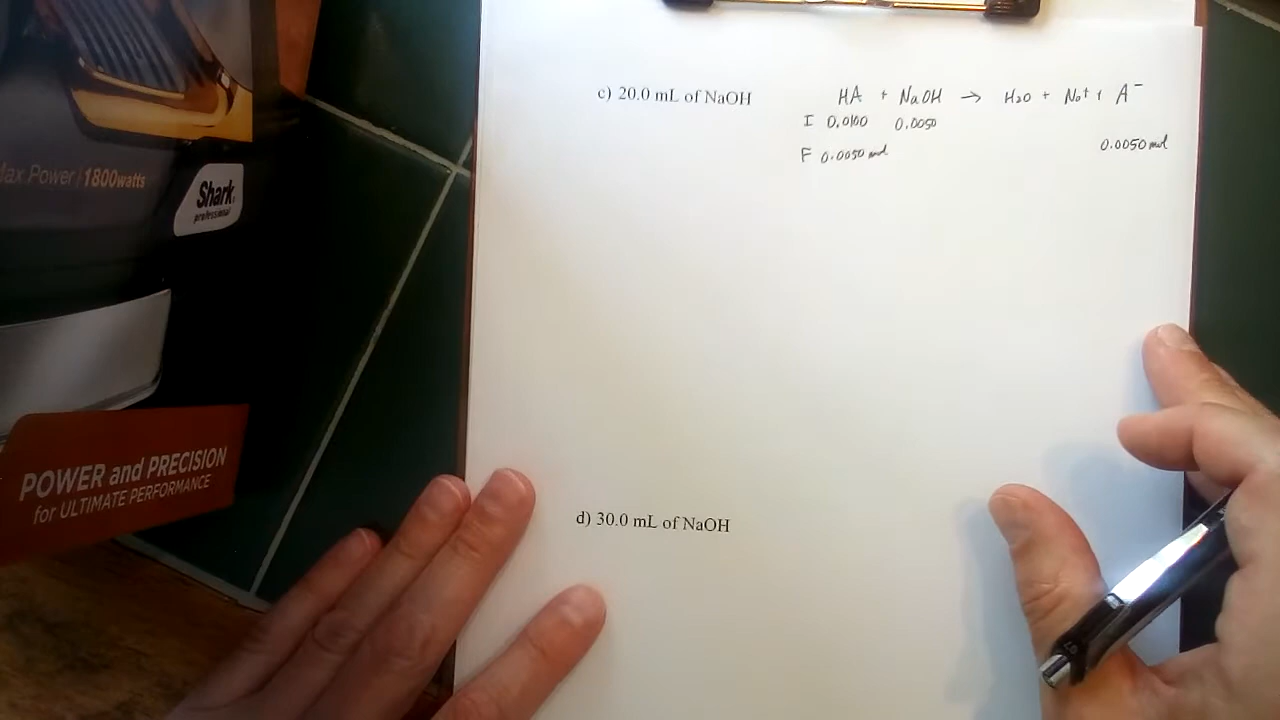 Max Power | 1800watts
Shark
professional
POWER and PRECISION
for ULTIMATE PERFORMANCE
c) 20.0 mL of NaOH
HA + NaOH → H2O + Na+ + A-
I 0.0100 0.0050
F 0.0050 mol 0.0050 mol
d) 30.0 mL of NaOH